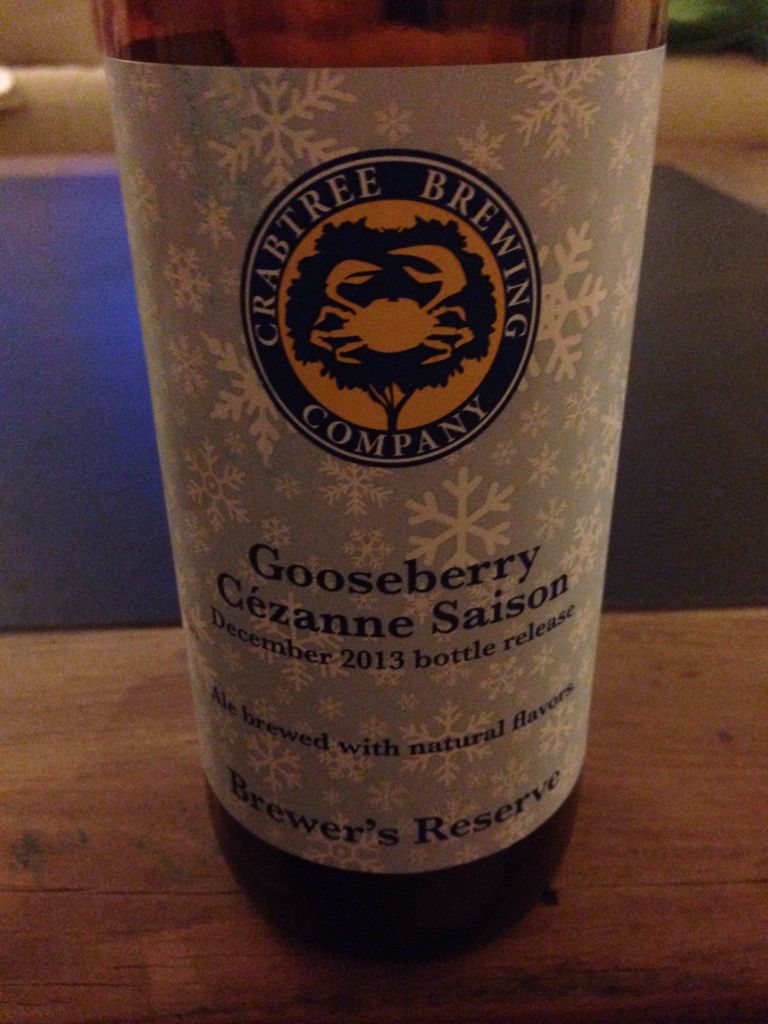 CRABTREE BREWING
COMPANY
Gooseberry
Cézanne Saison
December 2013 bottle release
Ale brewed with natural flavors.
Brewer's Reserve